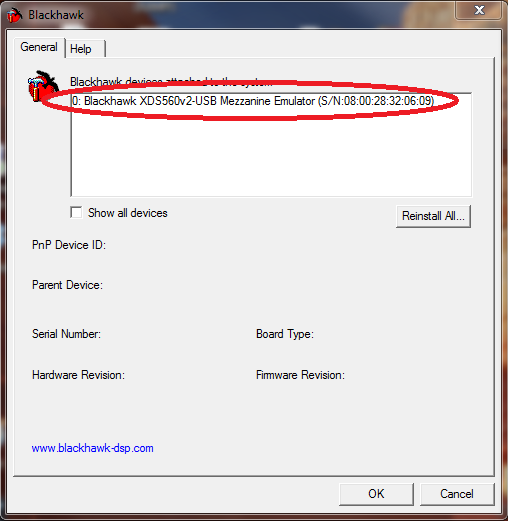 Blackhawk
General
Help
Blackhawk devices attached to the system
0: Blackhawk XDS560v2-USB Mezzanine Emulator (S/N:08:00:28:32:06:09)
Show all devices
Reinstall All...
PnP Device ID:
Parent Device:
Serial Number:
Board Type:
Hardware Revision:
Firmware Revision:
www.blackhawk-dsp.com
OK
Cancel